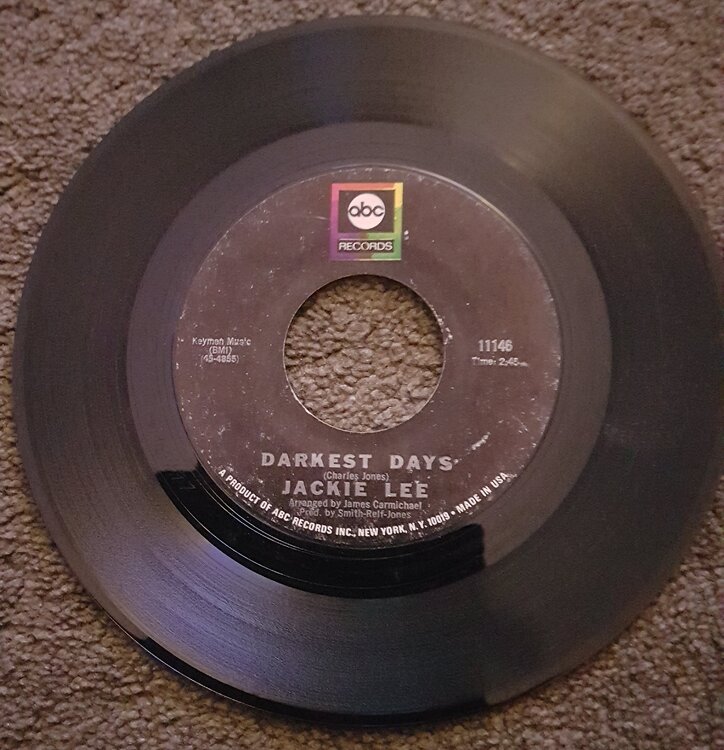 abc
RECORDS
Keymen Music
(BMI)
(45-4855)
11146
Time: 2:45
DARKEST DAYS
(Charles Jones)
JACKIE LEE
Arranged by James Carmichael
Prod. by Smith-Relf-Jones
A PRODUCT OF ABC RECORDS INC., NEW YORK, N.Y. 10019 • MADE IN USA